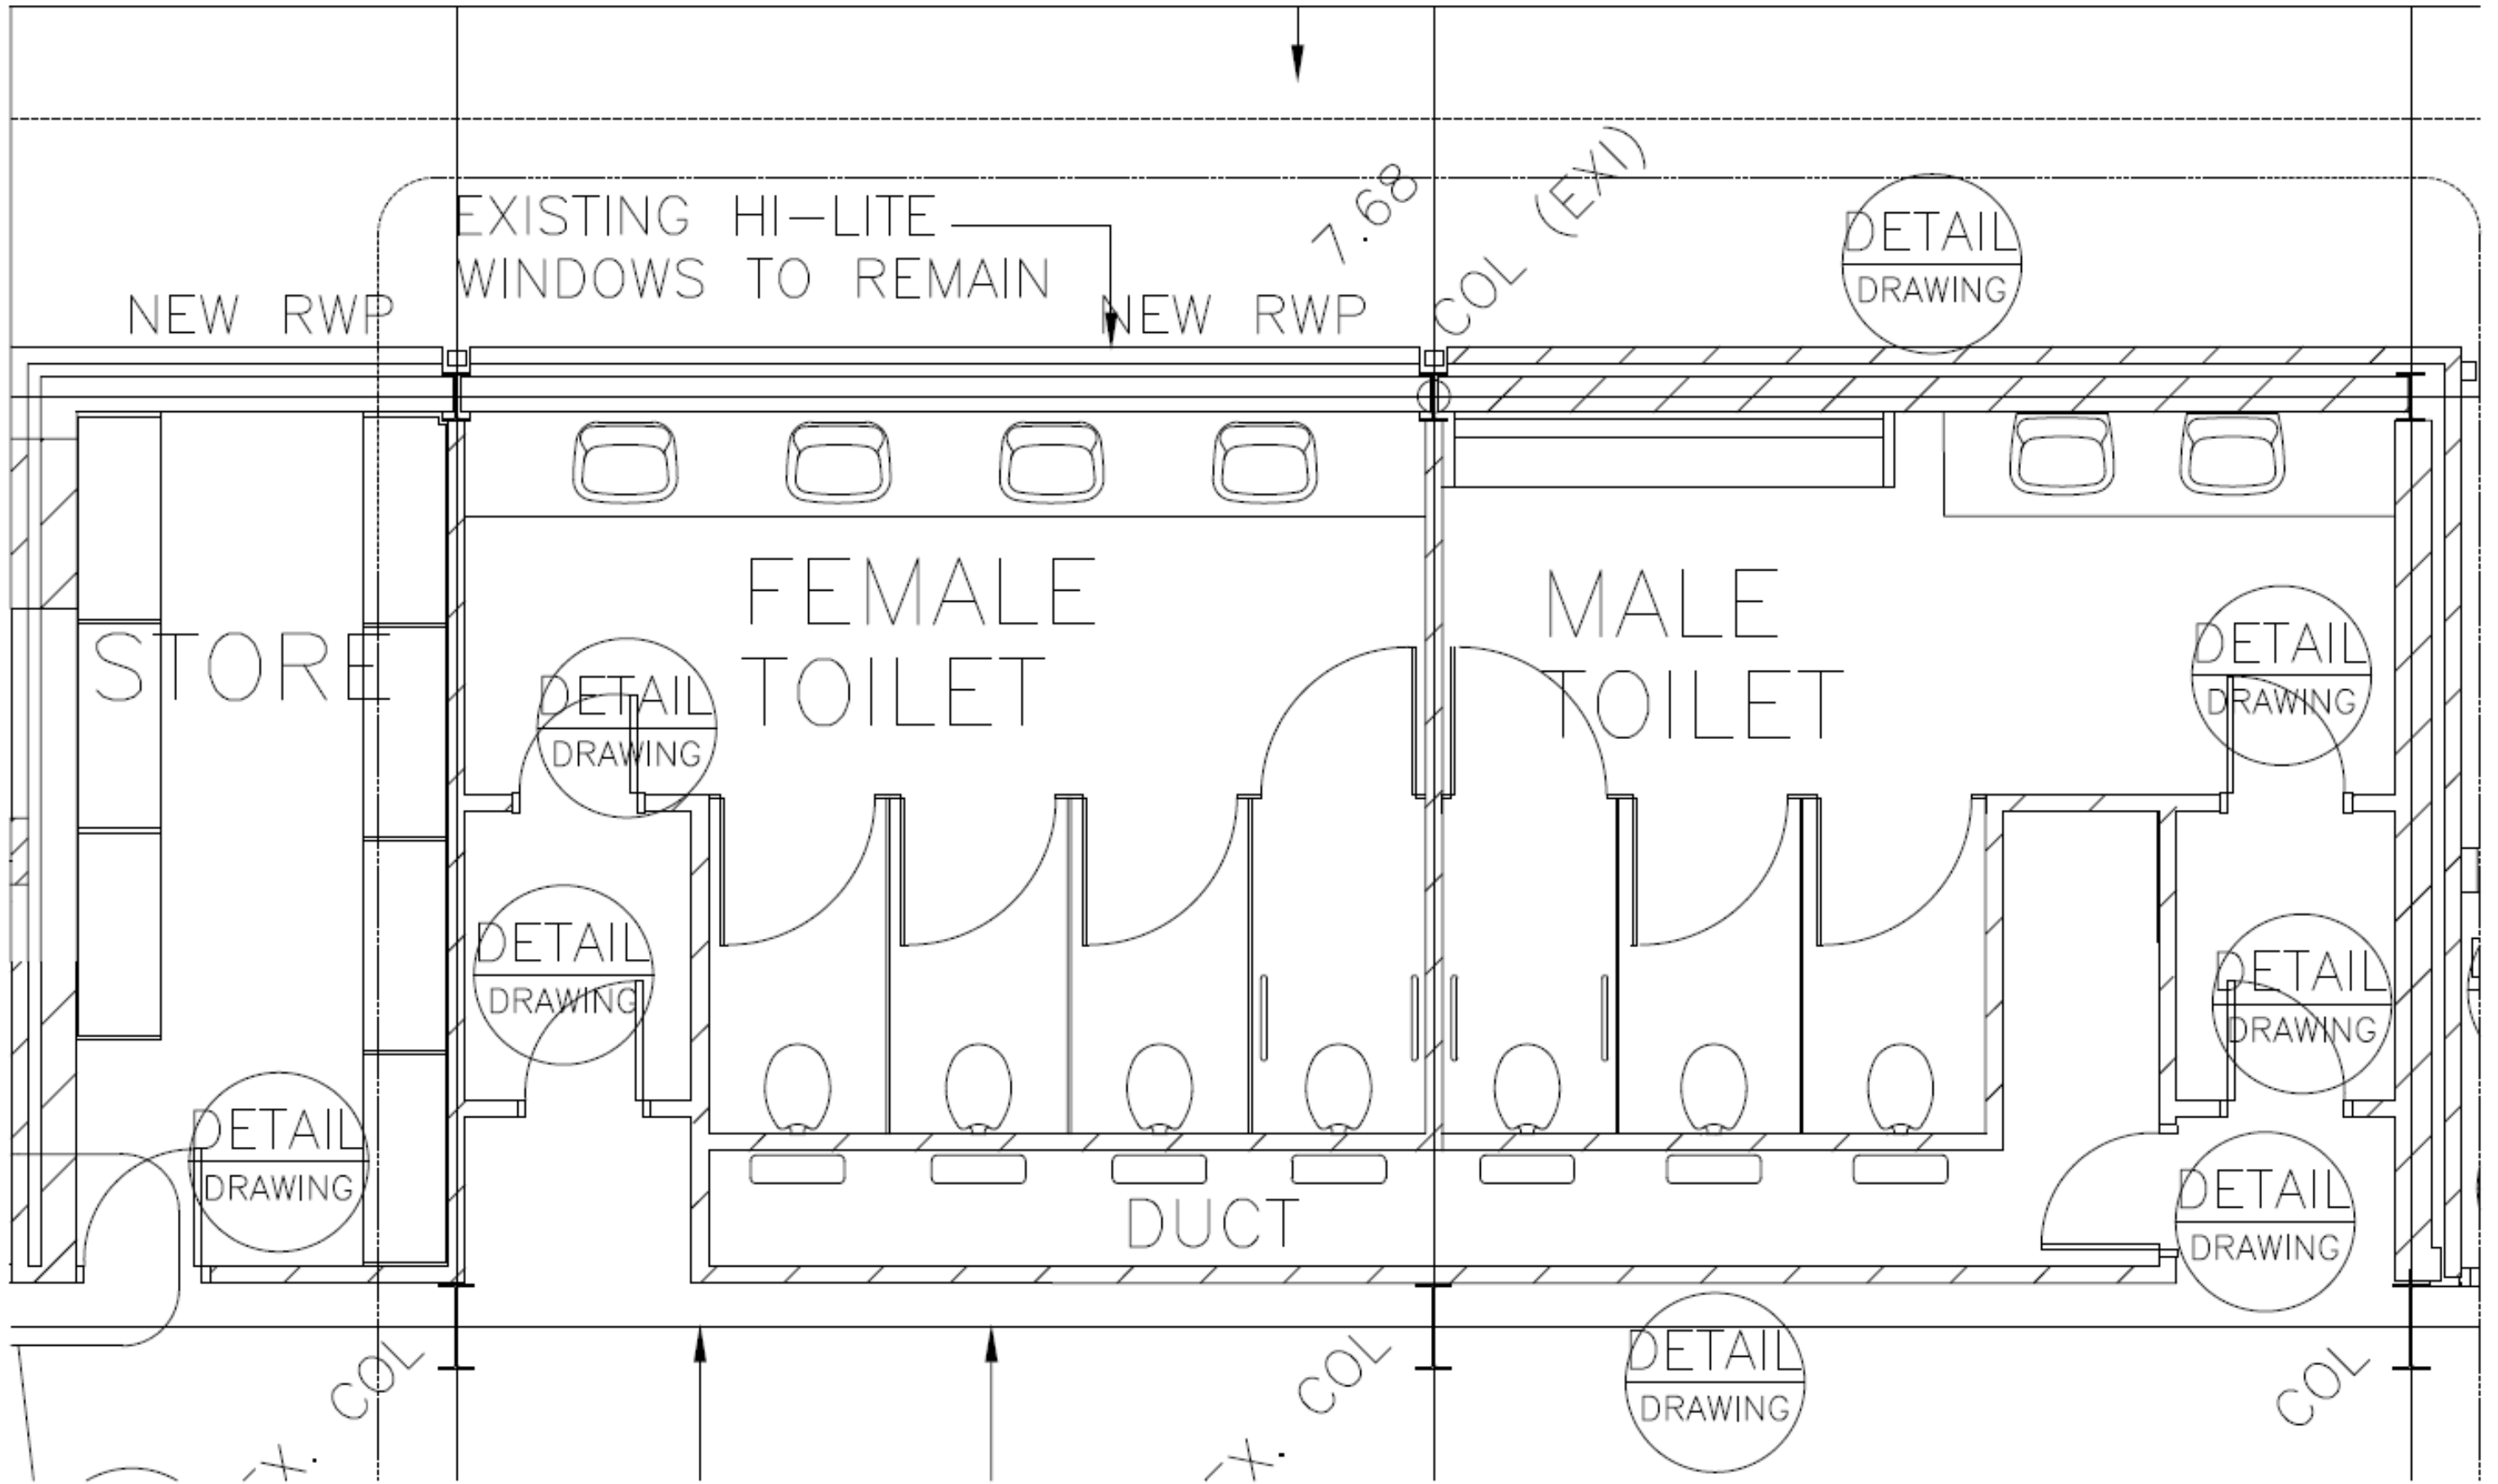 7.68
COL (EXI)
EXISTING HI-LITE
WINDOWS TO REMAIN
DETAIL
DRAWING
NEW RWP
NEW RWP
FEMALE
TOILET
MALE
TOILET
STORE
DETAIL
DRAWING
DETAIL
DRAWING
DETAIL
DRAWING
DETAIL
DRAWING
DETAIL
DRAWING
DETAIL
DRAWING
DUCT
DETAIL
DRAWING
EX. COL
EX. COL
COL